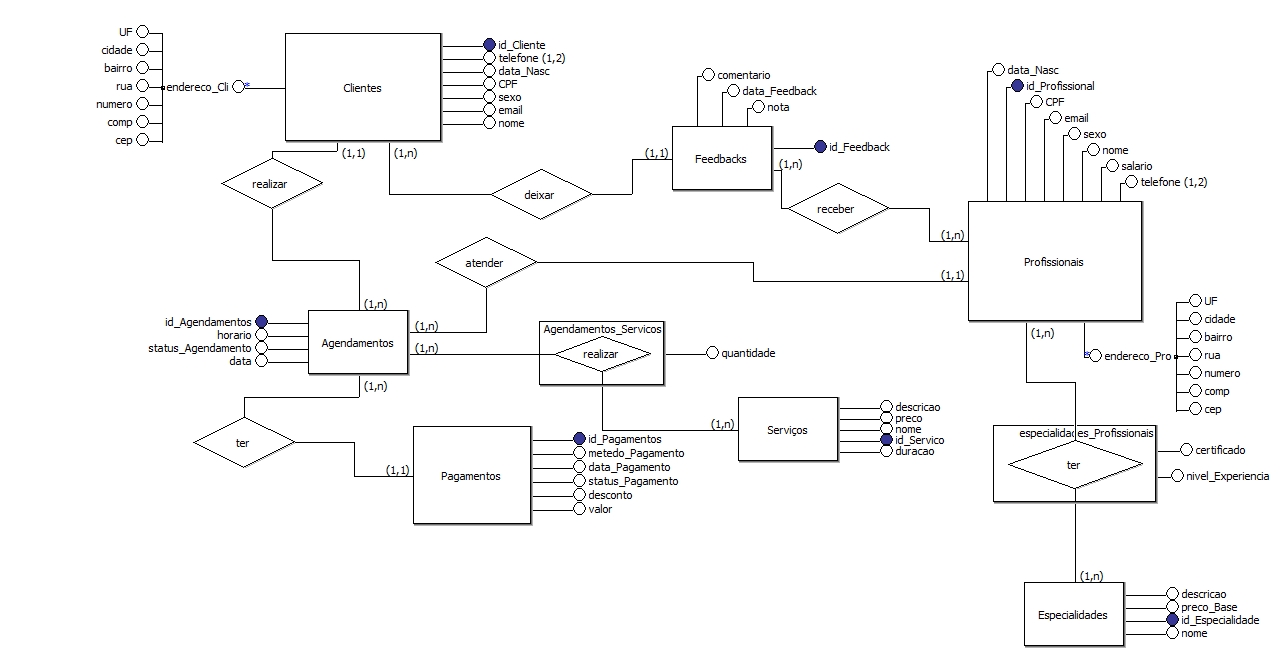 UF
cidade
bairro
rua
numero
comp
cep
endereco_Cli
*
Clientes
id_Cliente
telefone (1,2)
data_Nasc
CPF
sexo
email
nome
(1,1)
(1,n)
realizar
deixar
(1,1)
comentario
data_Feedback
nota
Feedbacks
id_Feedback
(1,n)
receber
(1,n)
data_Nasc
id_Profissional
CPF
email
sexo
nome
salario
telefone (1,2)
Profissionais
atender
(1,1)
(1,n)
id_Agendamentos
horario
status_Agendamento
data
Agendamentos
(1,n)
(1,n)
(1,n)
Agendamentos_Servicos
realizar
quantidade
(1,n)
*
endereco_Pro
UF
cidade
bairro
rua
numero
comp
cep
ter
(1,1)
Pagamentos
id_Pagamentos
metedo_Pagamento
data_Pagamento
status_Pagamento
desconto
valor
(1,n)
Serviços
descricao
preco
nome
id_Servico
duracao
especialidades_Profissionais
ter
certificado
nivel_Experiencia
(1,n)
Especialidades
descricao
preco_Base
id_Especialidade
nome